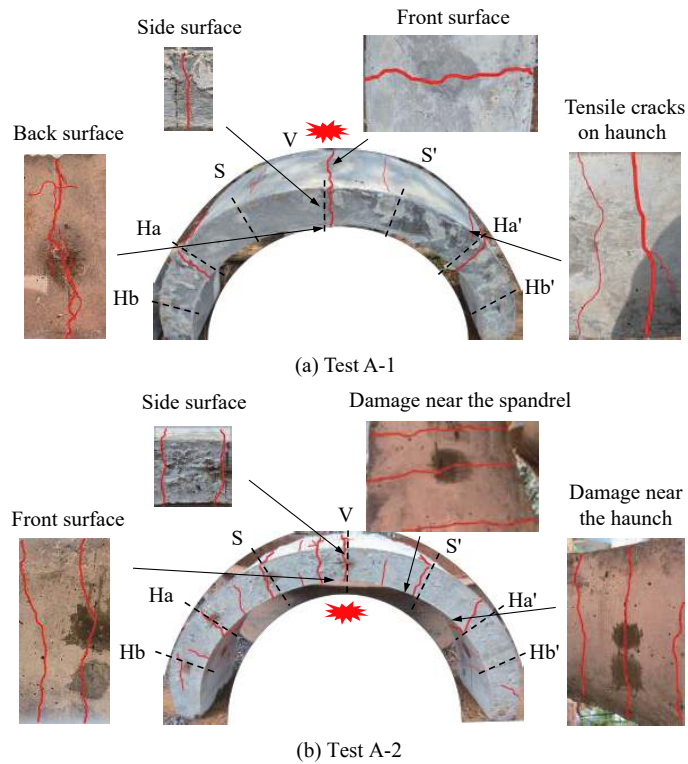 Side surface
Front surface
Back surface
V
S
S'
Tensile cracks
on haunch
Ha
Ha'
Hb
Hb'
(a) Test A-1
Side surface
Damage near the spandrel
Front surface
V
S
S'
Damage near
the haunch
Ha
Ha'
Hb
Hb'
(b) Test A-2